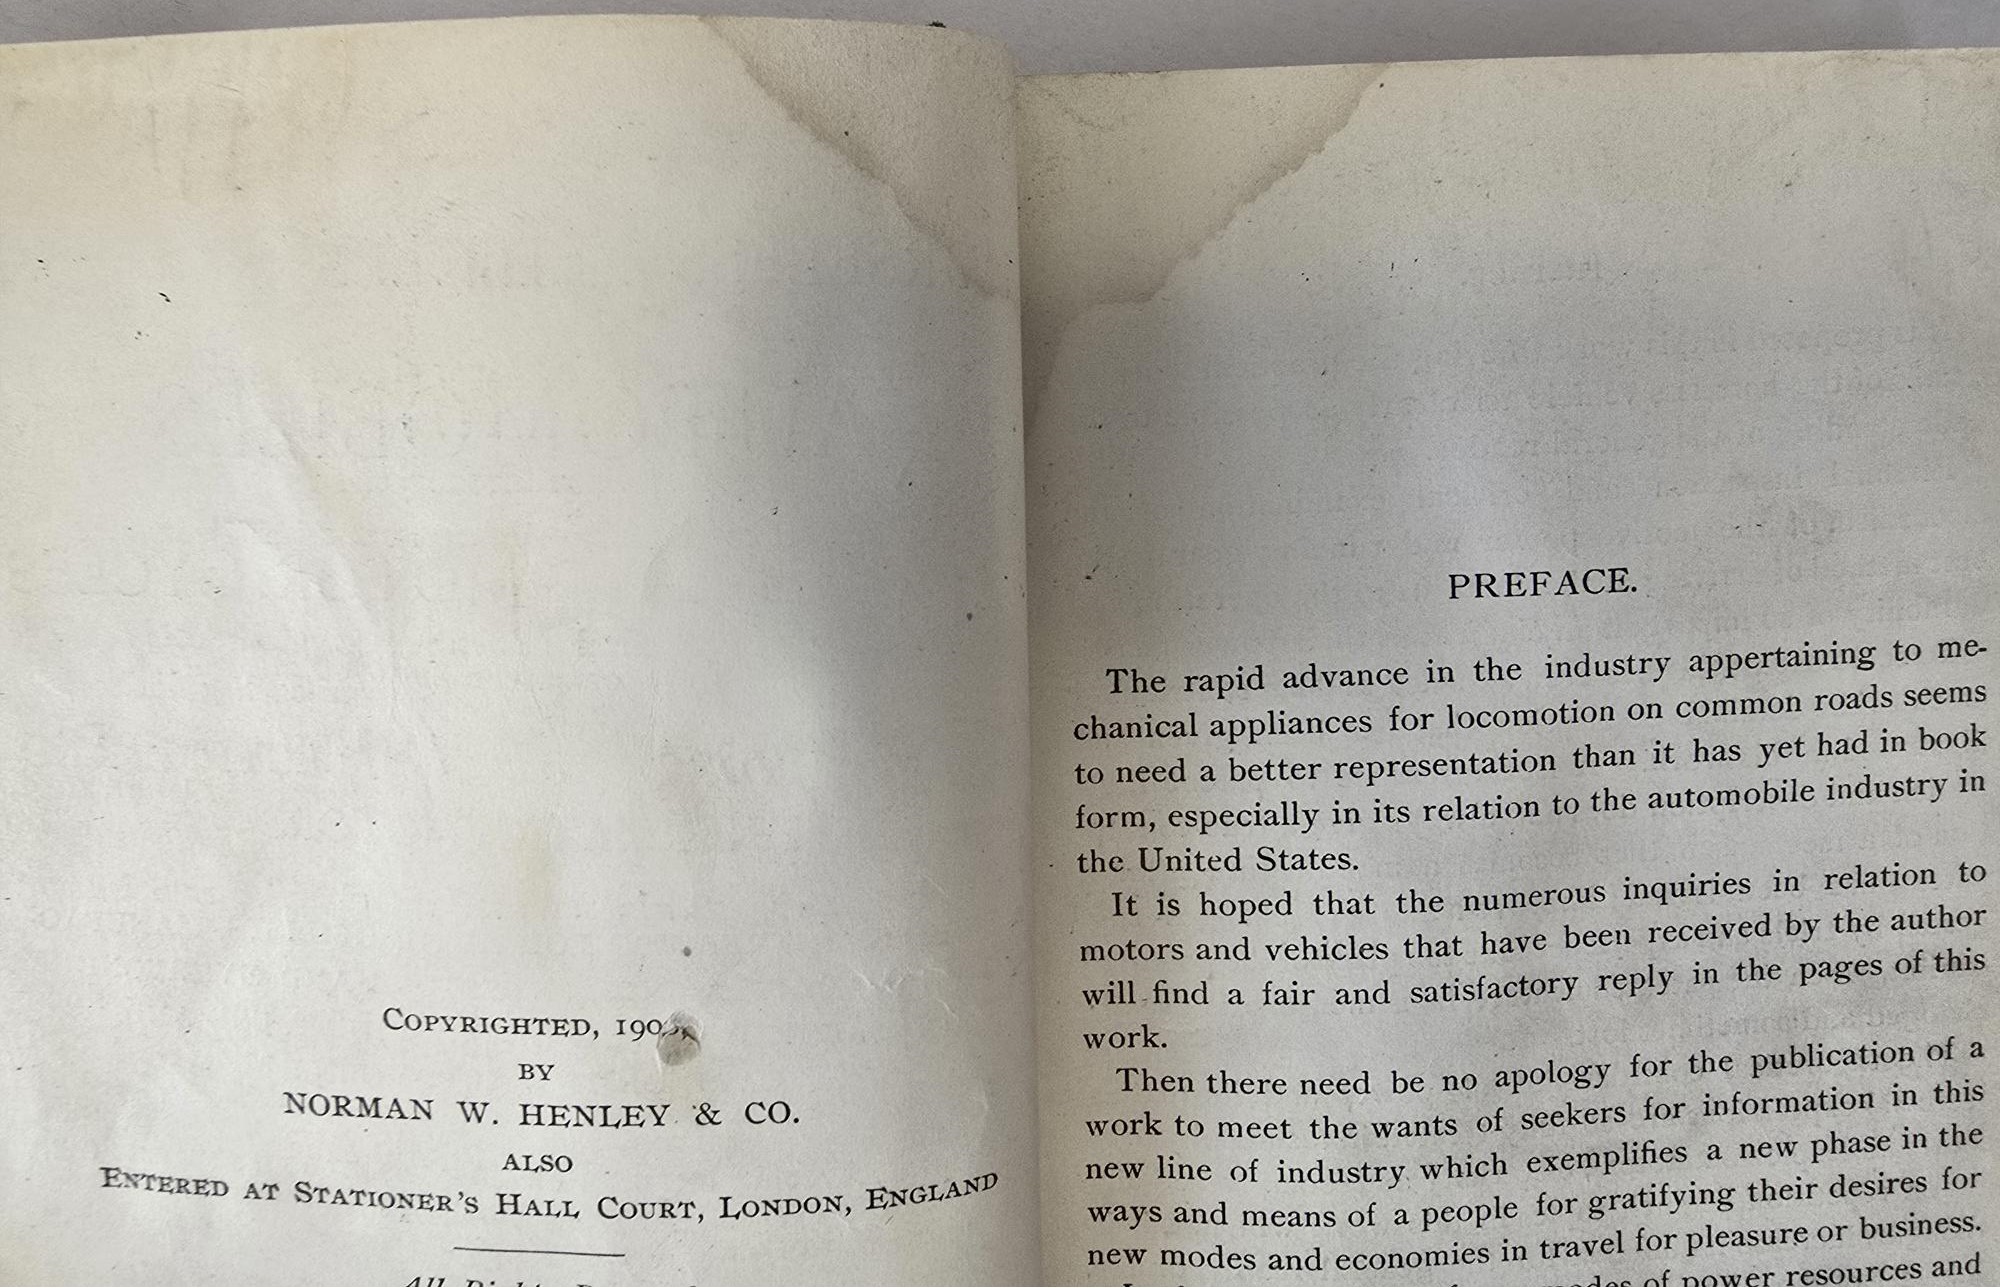 COPYRIGHTED, 190
BY
NORMAN W. HENLEY & CO.
ALSO
ENTERED AT STATIONER'S HALL COURT, LONDON, ENGLAND
All
PREFACE.
The rapid advance in the industry appertaining to me-
chanical appliances for locomotion on common roads seems
to need a better representation than it has yet had in book
form, especially in its relation to the automobile industry in
the United States.
It is hoped that the numerous inquiries in relation to
motors and vehicles that have been received by the author
will find a fair and satisfactory reply in the pages of this
work.
Then there need be no apology for the publication of a
work to meet the wants of seekers for information in this
new line of industry which exemplifies a new phase in the
ways and means of a people for gratifying their desires for
new modes and economies in travel for pleasure or business.
of power resources and